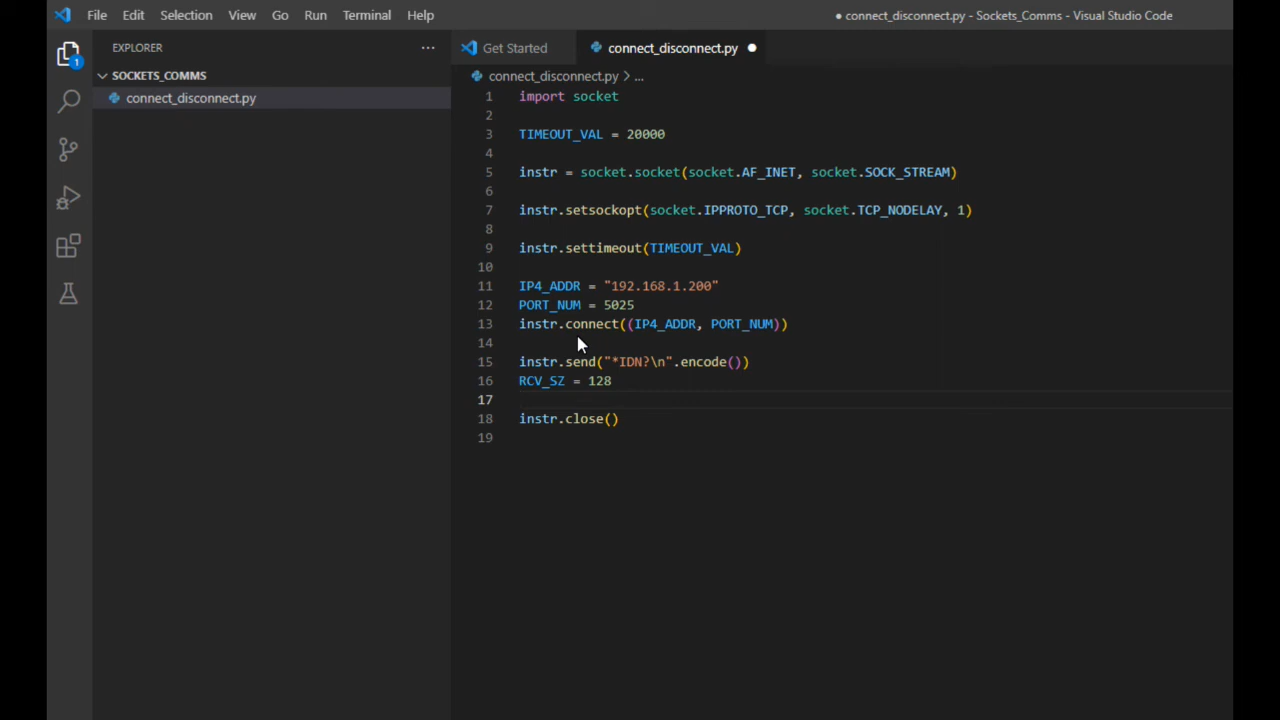 File Edit Selection View Go Run Terminal Help ● connect_disconnect.py - Sockets_Comms - Visual Studio Code
EXPLORER ...
SOCKETS_COMMS
connect_disconnect.py
1
Get Started
connect_disconnect.py ●
connect_disconnect.py > ...
1 import socket
2
3 TIMEOUT_VAL = 20000
4
5 instr = socket.socket(socket.AF_INET, socket.SOCK_STREAM)
6
7 instr.setsockopt(socket.IPPROTO_TCP, socket.TCP_NODELAY, 1)
8
9 instr.settimeout(TIMEOUT_VAL)
10
11 IP4_ADDR = "192.168.1.200"
12 PORT_NUM = 5025
13 instr.connect((IP4_ADDR, PORT_NUM))
14
15 instr.send("*IDN?\n".encode())
16 RCV_SZ = 128
17
18 instr.close()
19